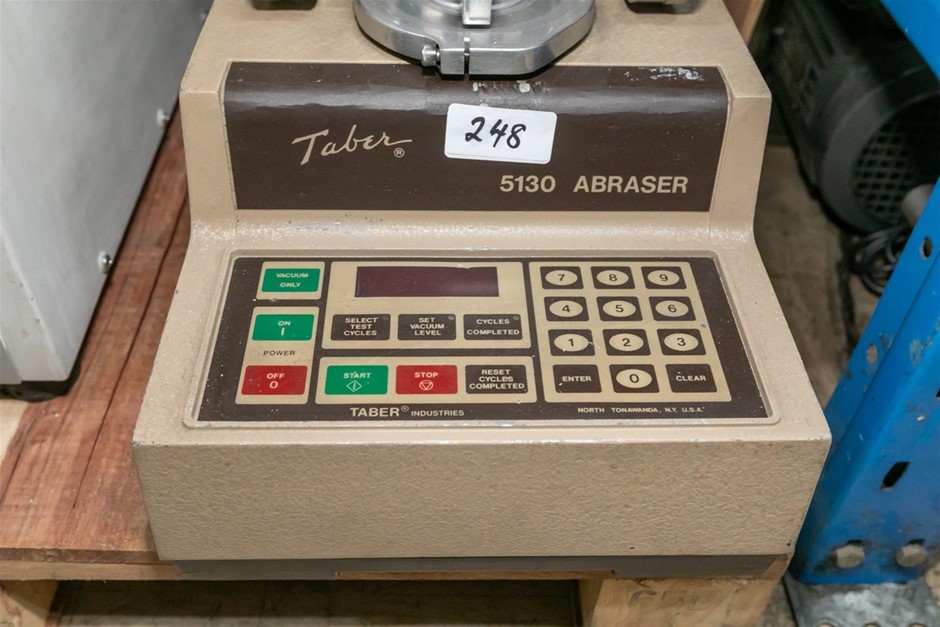 Taber®
248
5130 ABRASER
VACUUM
ONLY
ON
I
POWER
OFF
O
SELECT
TEST
CYCLES
SET
VACUUM
LEVEL
CYCLES
COMPLETED
START
STOP
RESET
CYCLES
COMPLETED
7 8 9
4 5 6
1 2 3
ENTER 0 CLEAR
TABER® INDUSTRIES
NORTH TONAWANDA, N.Y. U.S.A.